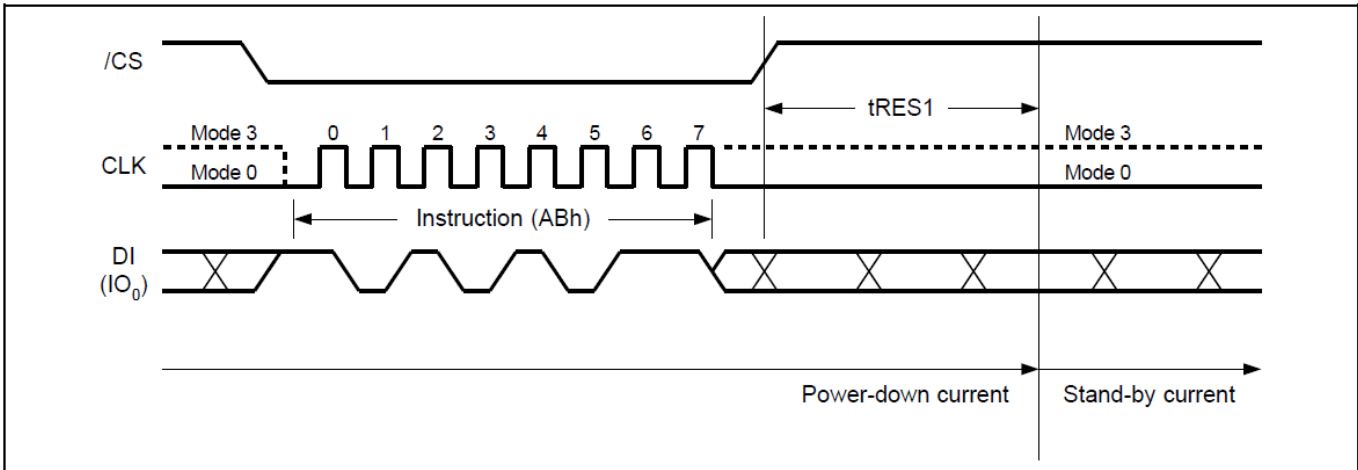 /CS
tRES1
Mode 3 0 1 2 3 4 5 6 7 Mode 3
CLK
Mode 0 Mode 0
Instruction (ABh)
DI
(IO0)
Power-down current Stand-by current